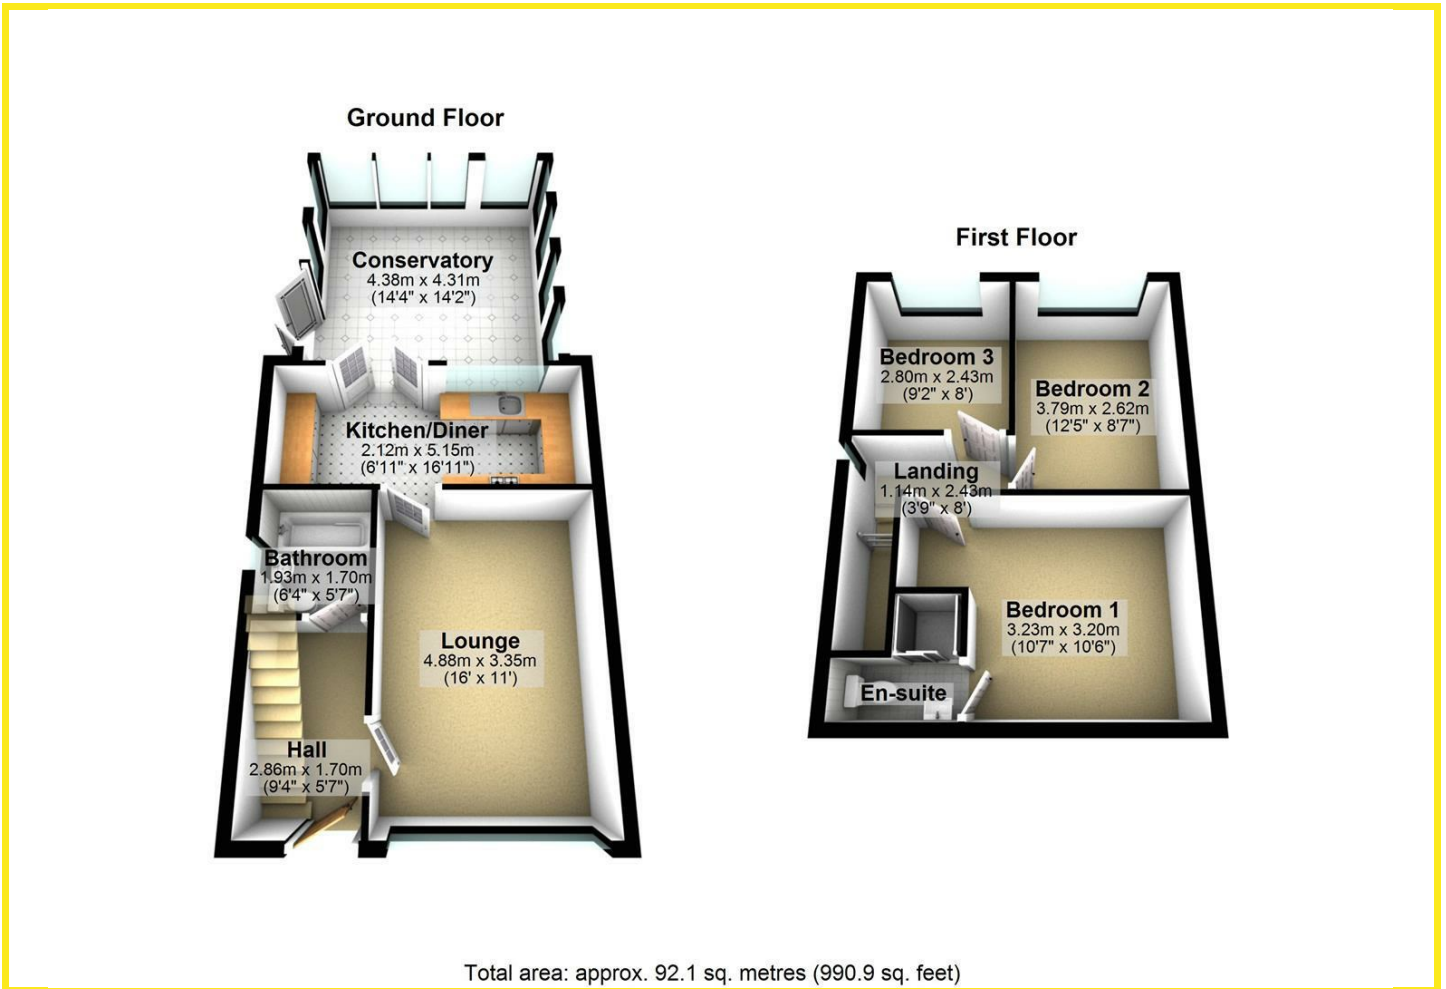 Ground Floor
Conservatory
4.38m x 4.31m
(14'4" x 14'2")
Kitchen/Diner
2.12m x 5.15m
(6'11" x 16'11")
Bathroom
1.93m x 1.70m
(6'4" x 5'7")
Lounge
4.88m x 3.35m
(16' x 11')
Hall
2.86m x 1.70m
(9'4" x 5'7")
First Floor
Bedroom 3
2.80m x 2.43m
(9'2" x 8')
Bedroom 2
3.79m x 2.62m
(12'5" x 8'7")
Landing
1.14m x 2.43m
(3'9" x 8')
Bedroom 1
3.23m x 3.20m
(10'7" x 10'6")
En-suite
Total area: approx. 92.1 sq. metres (990.9 sq. feet)